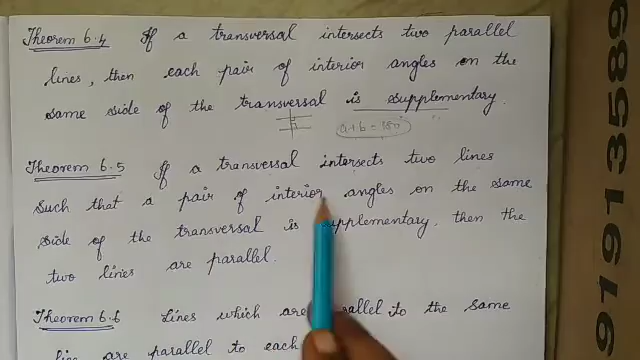 Theorem 6.4 If a transversal intersects two parallel
lines, then each pair of interior angles on the
same side of the transversal is supplementary.
a+b=180
Theorem 6.5 If a transversal intersects two lines
such that a pair of interior angles on the same
side of the transversal is supplementary, then the
two lines are parallel.
Theorem 6.6 Lines which are to the same
line are parallel to each
9191358